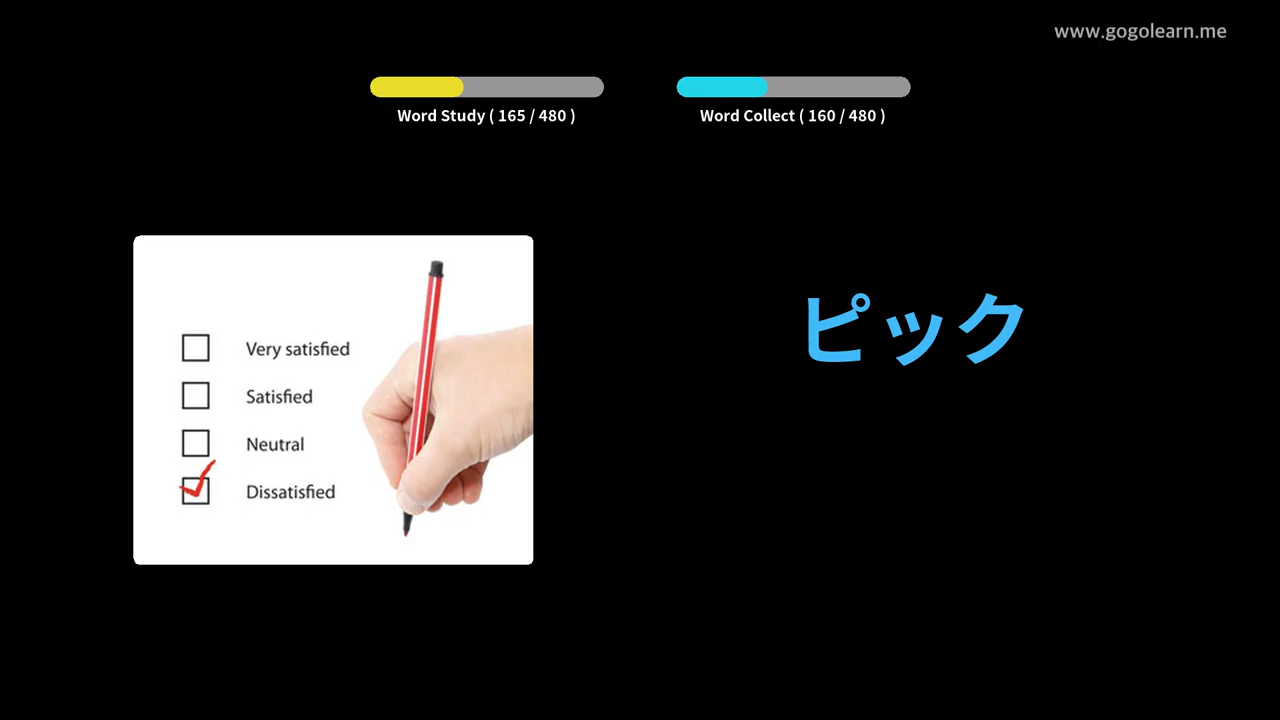 www.gogolearn.me
Word Study ( 165 / 480 )
Word Collect ( 160 / 480 )
Very satisfied
Satisfied
Neutral
Dissatisfied
ピック